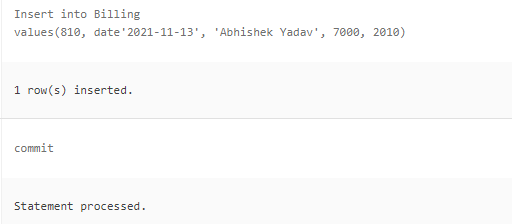 Insert into Billing
values(810, date'2021-11-13', 'Abhishek Yadav', 7000, 2010)
1 row(s) inserted.
commit
Statement processed.